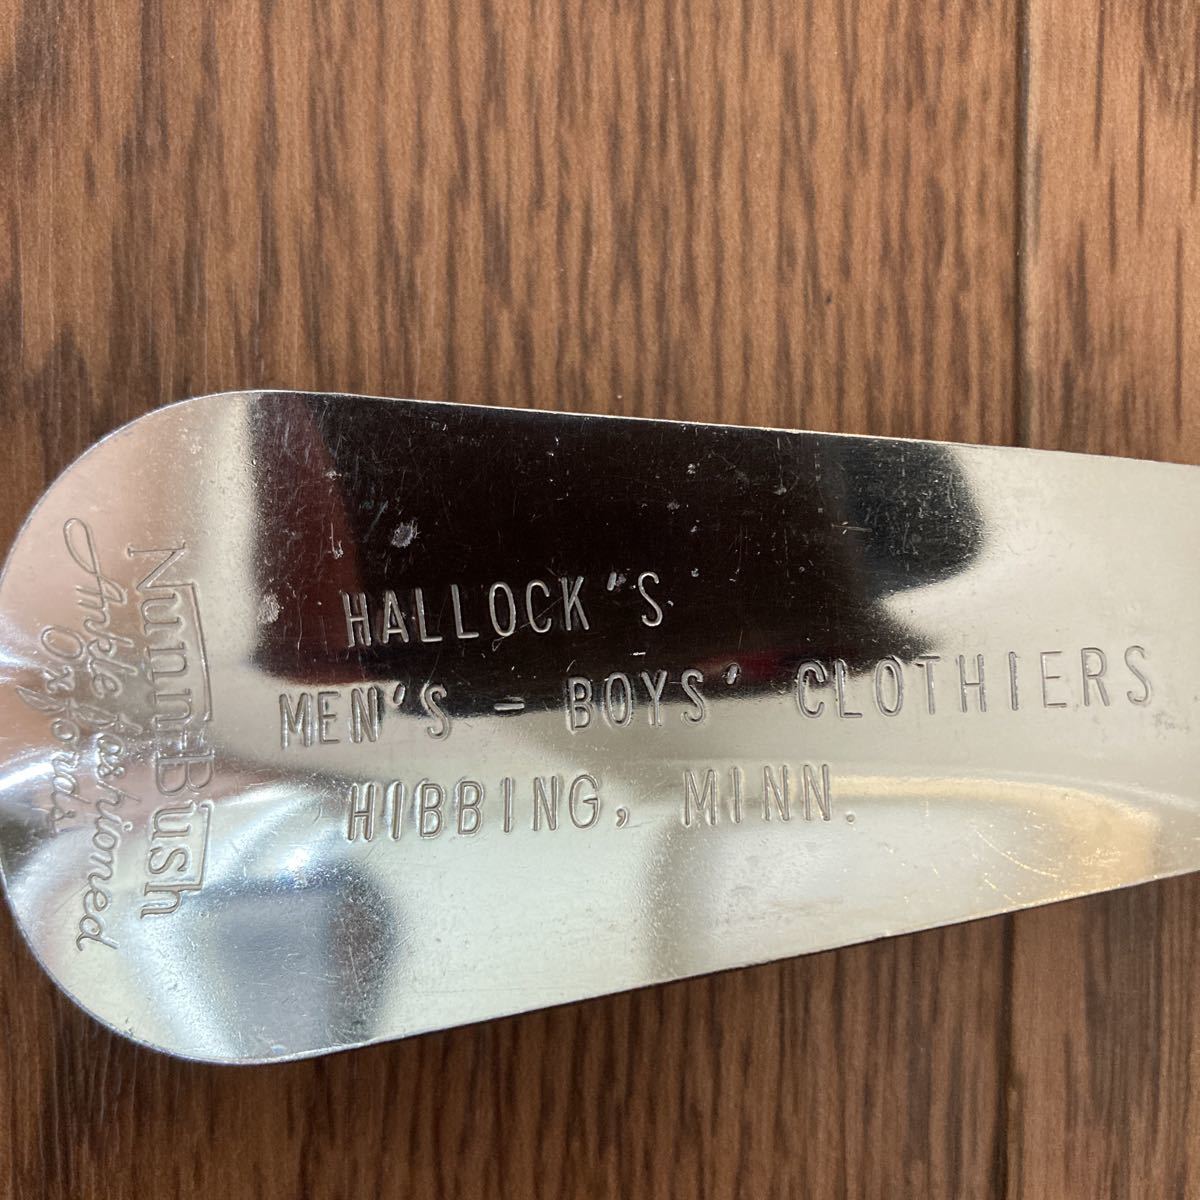 HALLOCK'S
MEN'S - BOYS' CLOTHIERS
HIBBING, MINN.
Nunn-Bush
Ankle-Fashioned
Oxfords